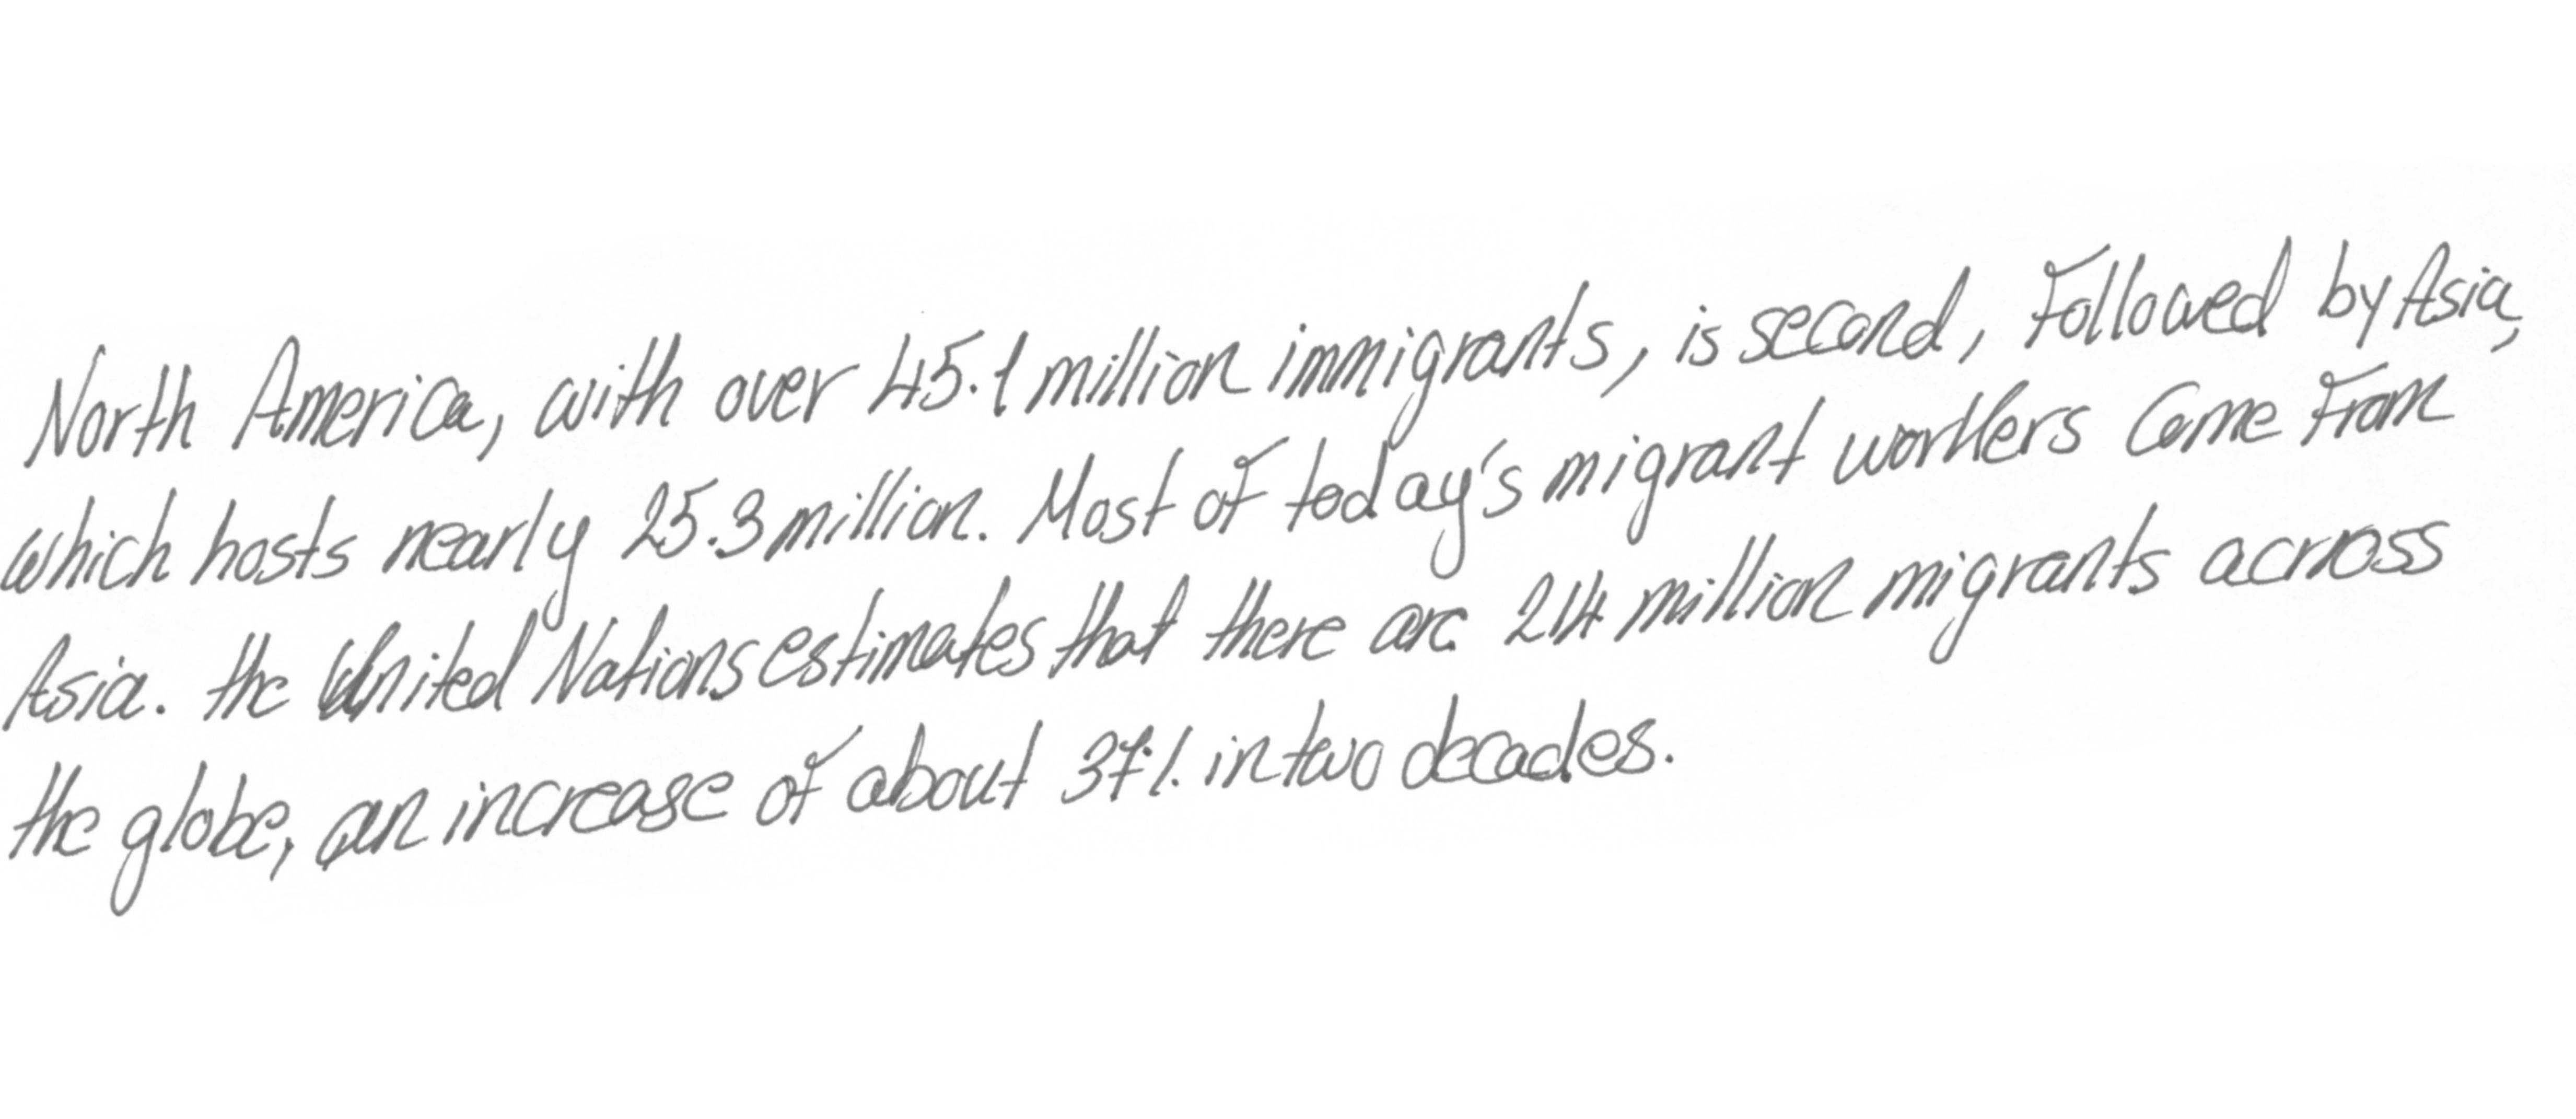 North America, with over 45.1 million immigrants, is second, Followed by Asia,
which hosts nearly 25.3 million. Most of today's migrant workers Come From
Asia. the United Nations estimates that there are 214 million migrants across
the globe, an increase of about 37% in two decades.